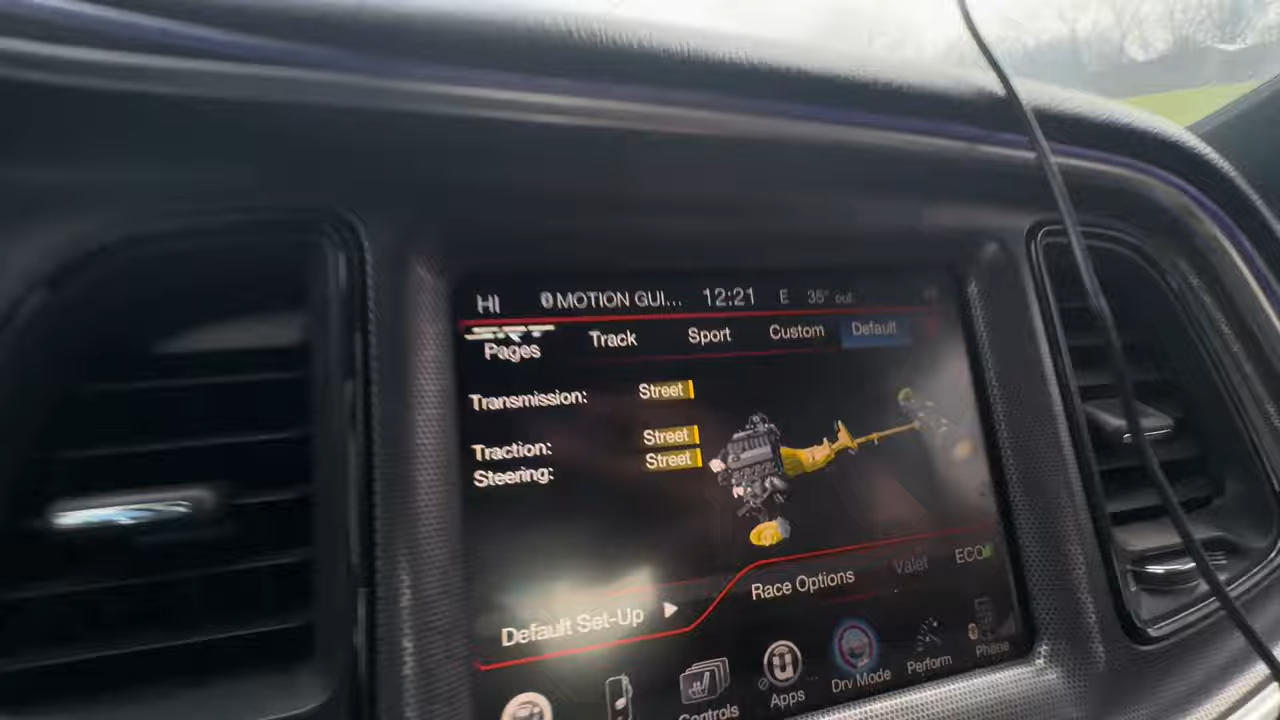 HI MOTION GUI... 12:21 E 35° out
SRT
Pages Track Sport Custom Default
Transmission: Street
Traction: Street
Steering: Street
Default Set-Up Race Options Valet ECO
Controls Apps Drv Mode Perform Phone